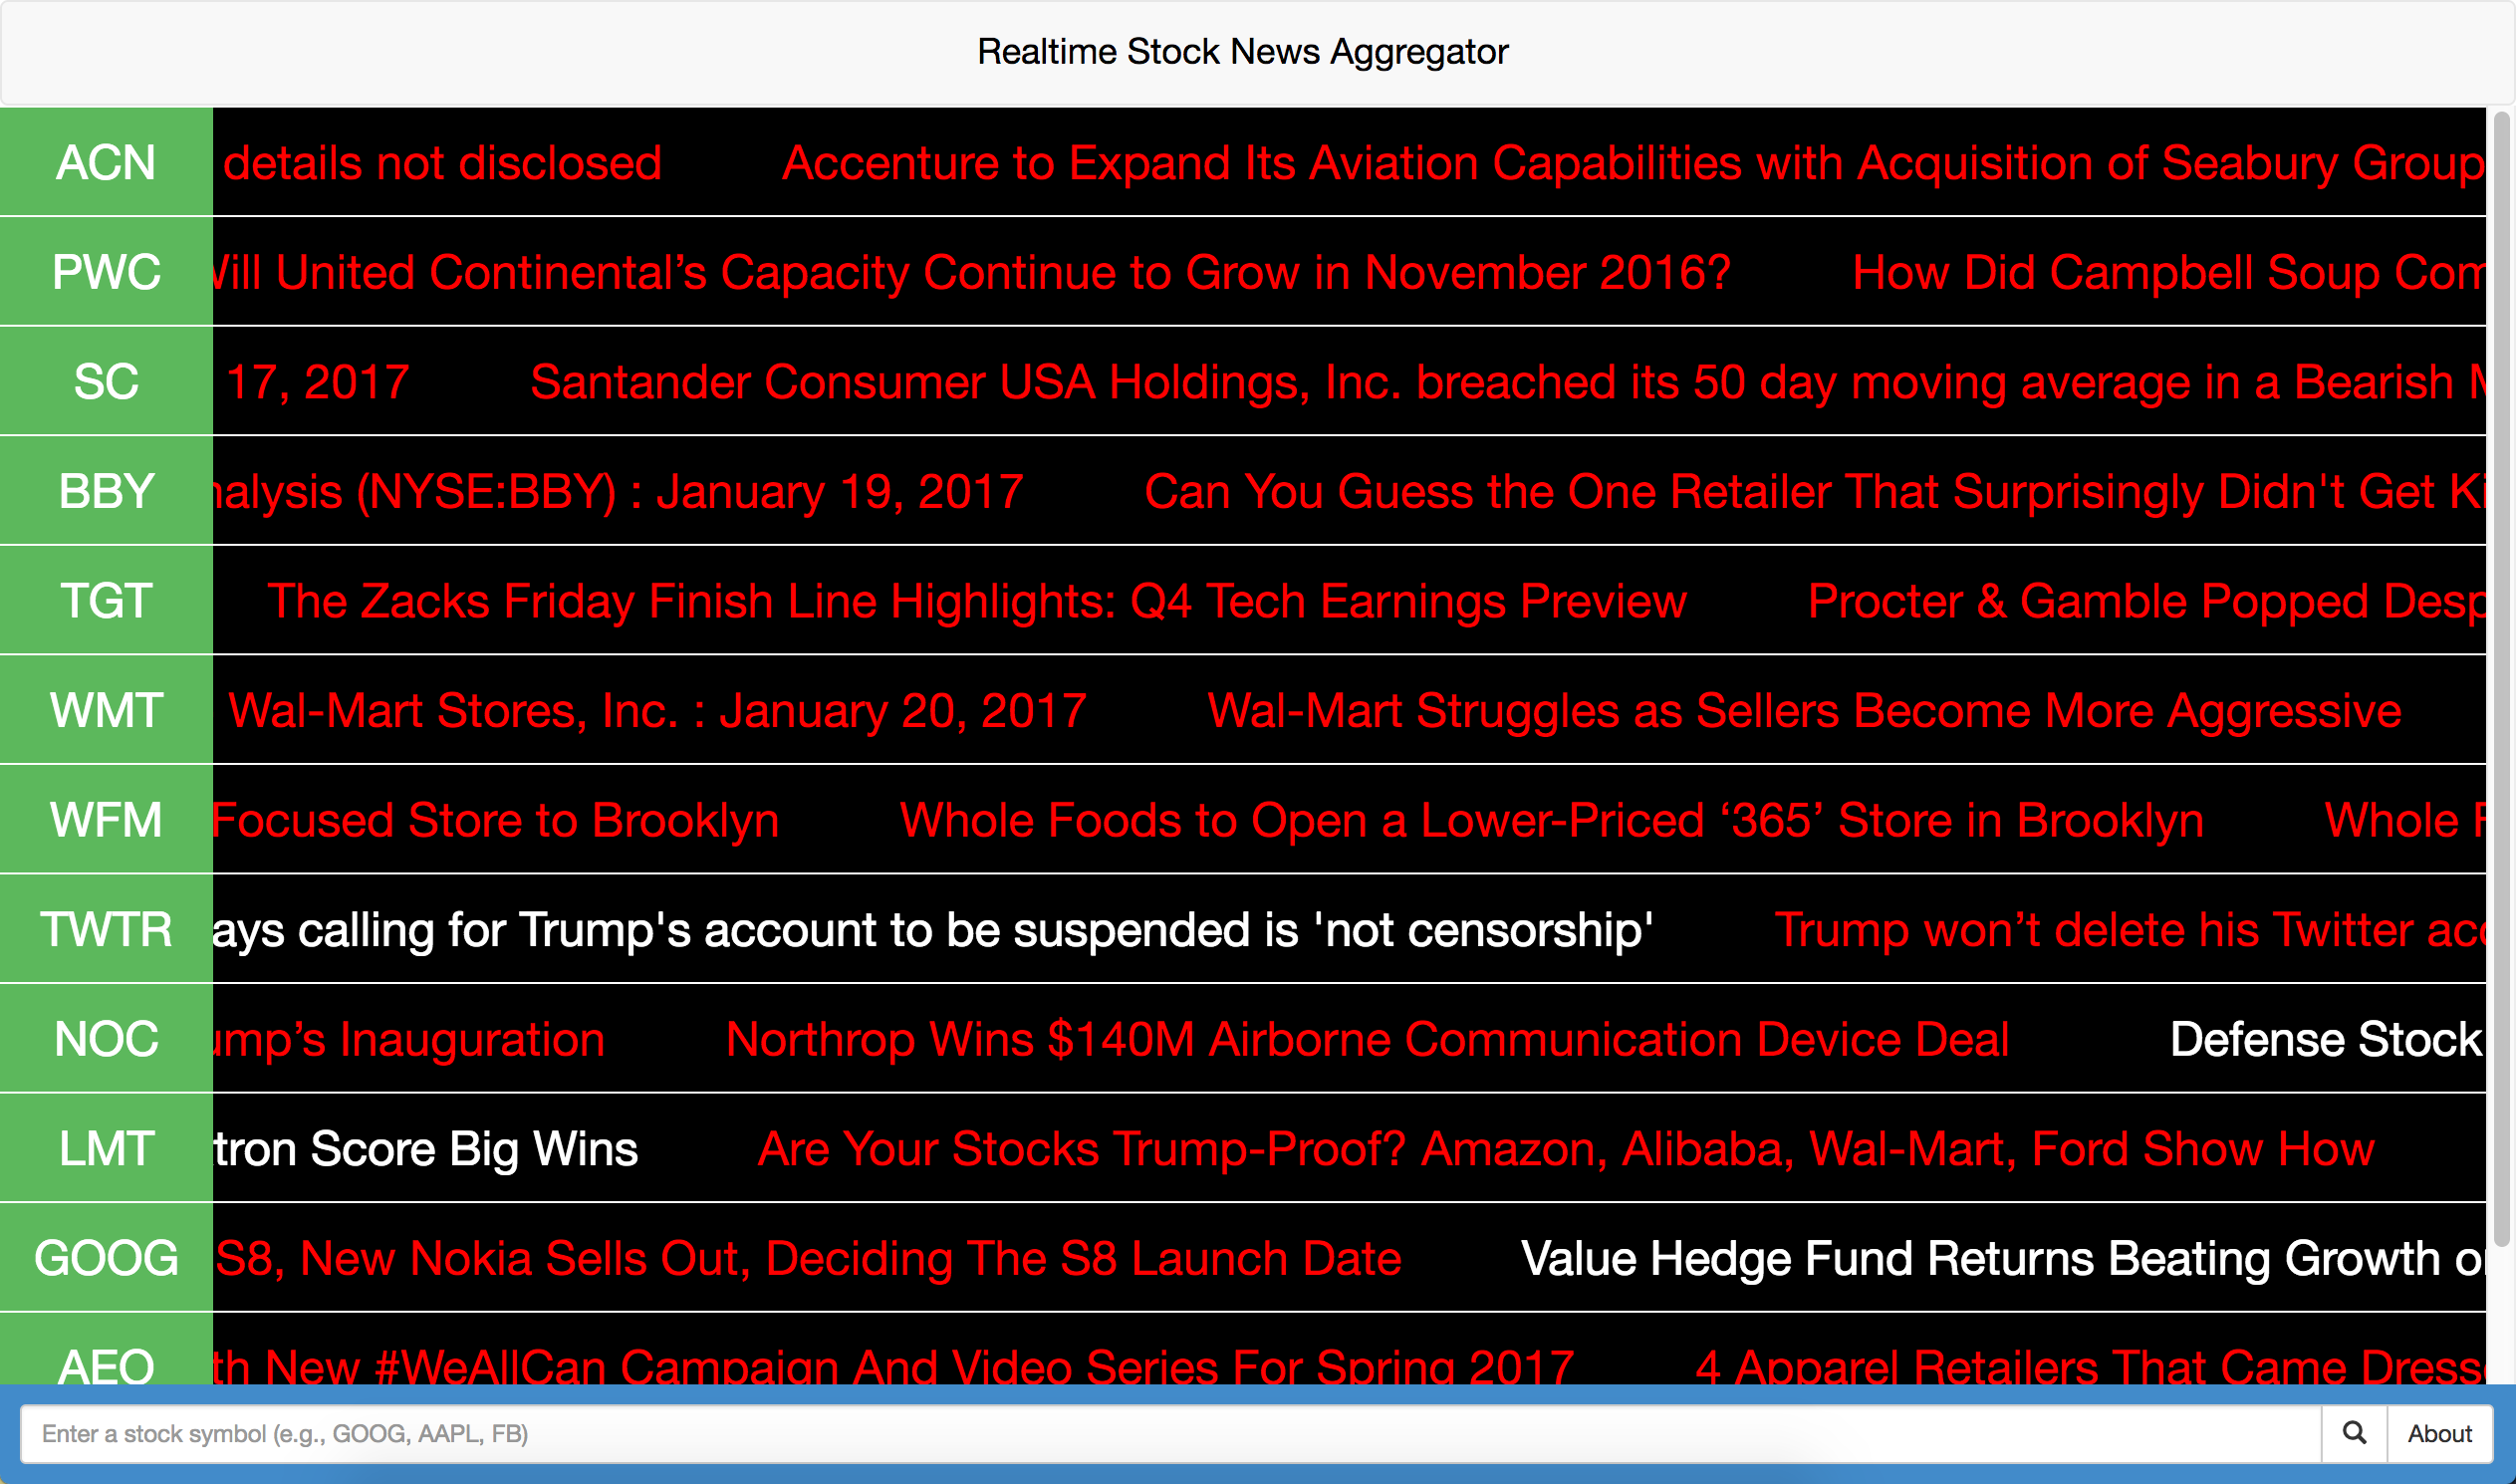 Realtime Stock News Aggregator
ACN details not disclosed Accenture to Expand Its Aviation Capabilities with Acquisition of Seabury Group
PWC Will United Continental’s Capacity Continue to Grow in November 2016? How Did Campbell Soup Com
SC 17, 2017 Santander Consumer USA Holdings, Inc. breached its 50 day moving average in a Bearish
BBY nalysis (NYSE:BBY) : January 19, 2017 Can You Guess the One Retailer That Surprisingly Didn't Get Ki
TGT The Zacks Friday Finish Line Highlights: Q4 Tech Earnings Preview Procter & Gamble Popped Desp
WMT Wal-Mart Stores, Inc. : January 20, 2017 Wal-Mart Struggles as Sellers Become More Aggressive
WFM Focused Store to Brooklyn Whole Foods to Open a Lower-Priced ‘365’ Store in Brooklyn Whole F
TWTR ays calling for Trump's account to be suspended is 'not censorship' Trump won’t delete his Twitter acc
NOC ump’s Inauguration Northrop Wins $140M Airborne Communication Device Deal Defense Stock
LMT tron Score Big Wins Are Your Stocks Trump-Proof? Amazon, Alibaba, Wal-Mart, Ford Show How
GOOG S8, New Nokia Sells Out, Deciding The S8 Launch Date Value Hedge Fund Returns Beating Growth or
AEO th New #WeAllCan Campaign And Video Series For Spring 2017 4 Apparel Retailers That Came Dresse
Enter a stock symbol (e.g., GOOG, AAPL, FB) About